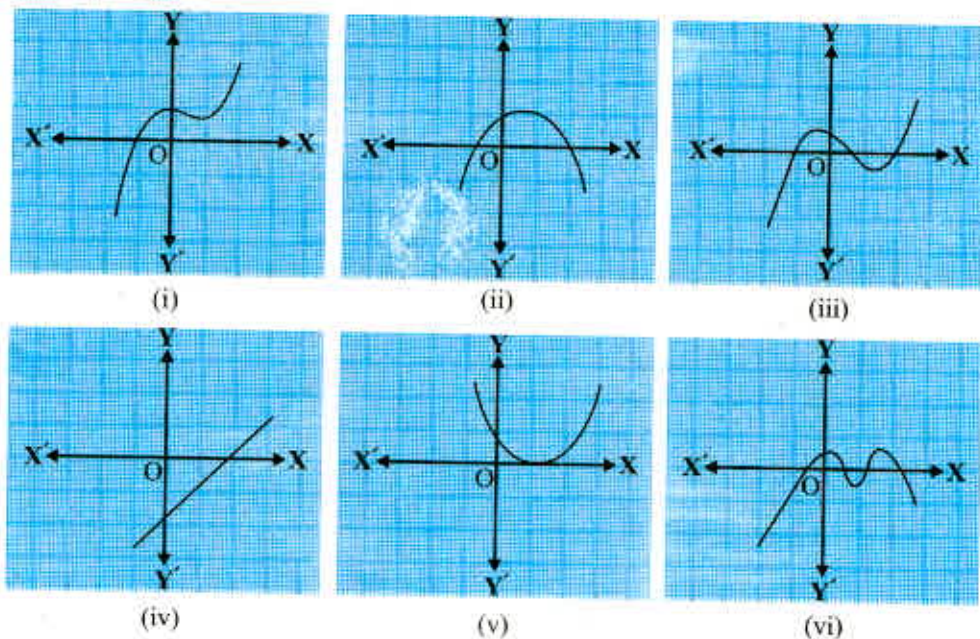 Y Y Y
X′ O X X′ O X X′ O X
Y′ Y′ Y′
(i) (ii) (iii)
Y Y Y
X′ O X X′ O X X′ O X
Y′ Y′ Y′
(iv) (v) (vi)